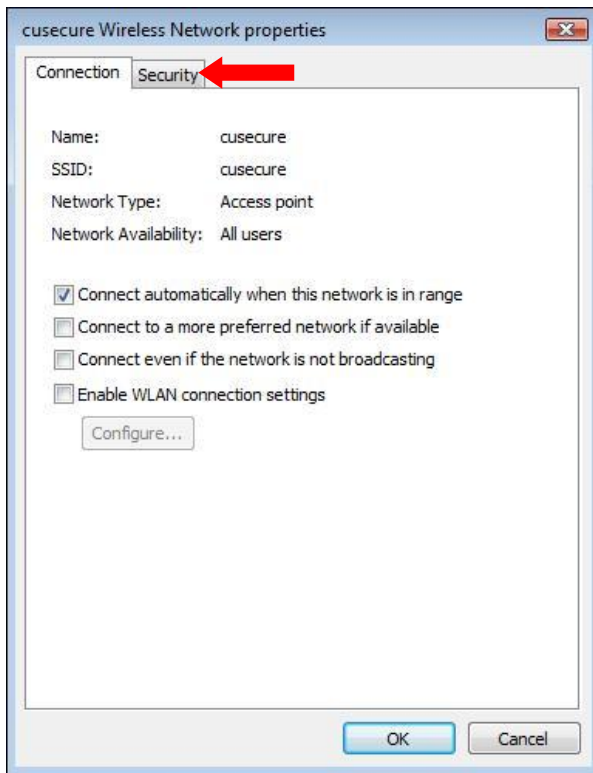 cusecure Wireless Network properties
Connection Security
Name: cusecure
SSID: cusecure
Network Type: Access point
Network Availability: All users
Connect automatically when this network is in range
Connect to a more preferred network if available
Connect even if the network is not broadcasting
Enable WLAN connection settings
Configure...
OK Cancel